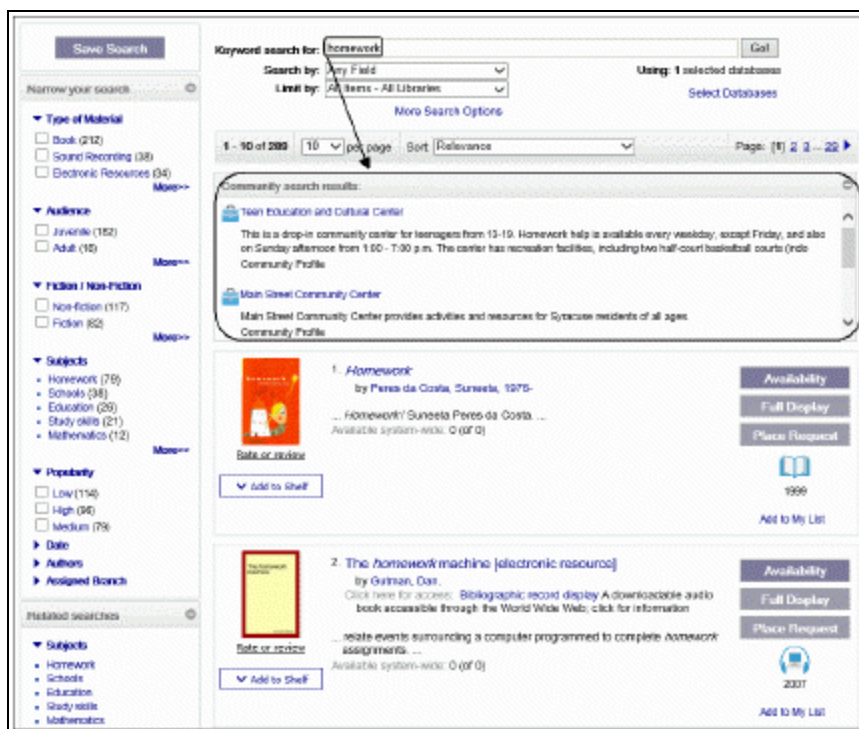 Save Search
Narrow your search
Type of Material
Book (212)
Sound Recording (38)
Electronic Resources (34)
More>>
Audience
Juvenile (182)
Adult (16)
More>>
Fiction / Non-Fiction
Non-fiction (117)
Fiction (62)
More>>
Subjects
Homework (79)
Schools (38)
Education (26)
Study skills (21)
Mathematics (12)
More>>
Popularity
Low (114)
High (96)
Medium (79)
Date
Authors
Assigned Branch
Related searches
Subjects
Homework
Schools
Education
Study skills
Mathematics
Keyword search for: homework Go!
Search by: Any Field
Using: 1 selected databases
Limit by: All Items - All Libraries
Select Databases
More Search Options
1 - 10 of 289 10 per page Sort Relevance Page: [1] 2 3 ... 29
Community search results:
Teen Education and Cultural Center
This is a drop-in community center for teenagers from 13-19. Homework help is available every weekday, except Friday, and also
on Sunday afternoon from 1:00 - 7:00 p.m. The center has recreation facilities, including two half-court basketball courts (indo
Community Profile
Main Street Community Center
Main Street Community Center provides activities and resources for Syracuse residents of all ages.
Community Profile
1. Homework
by Peres da Costa, Suneeta, 1976-
... Homework / Suneeta Peres da Costa. ...
Available system-wide: 0 (of 0)
Rate or review
Add to Shelf
Availability
Full Display
Place Request
1999
Add to My List
The homework machine
2. The homework machine [electronic resource]
by Gutman, Dan.
Click here for access: Bibliographic record display A downloadable audio
book accessible through the World Wide Web; click for information
... relate events surrounding a computer programmed to complete homework
assignments. ...
Available system-wide: 0 (of 0)
Rate or review
Add to Shelf
Availability
Full Display
Place Request
2007
Add to My List